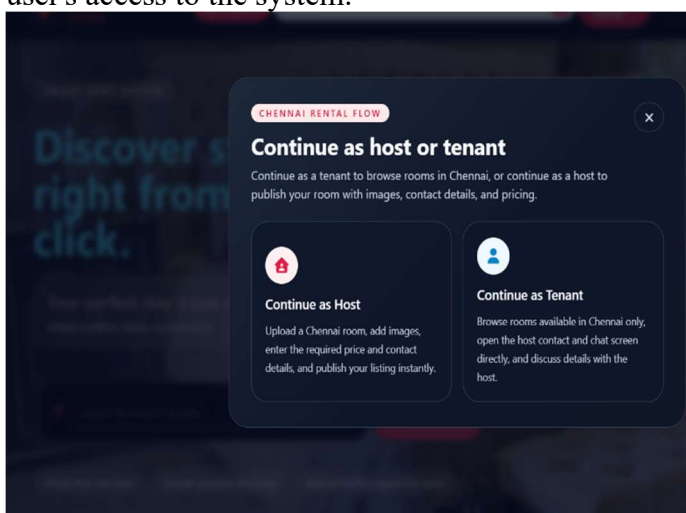 user's access to the system.
CHENNAI RENTAL FLOW
Continue as host or tenant
Continue as a tenant to browse rooms in Chennai, or continue as a host to
publish your room with images, contact details, and pricing.
Continue as Host
Upload a Chennai room, add images,
enter the required price and contact
details, and publish your listing instantly.
Continue as Tenant
Browse rooms available in Chennai only,
open the host contact and chat screen
directly, and discuss details with the
host.
Discover
right from
click.